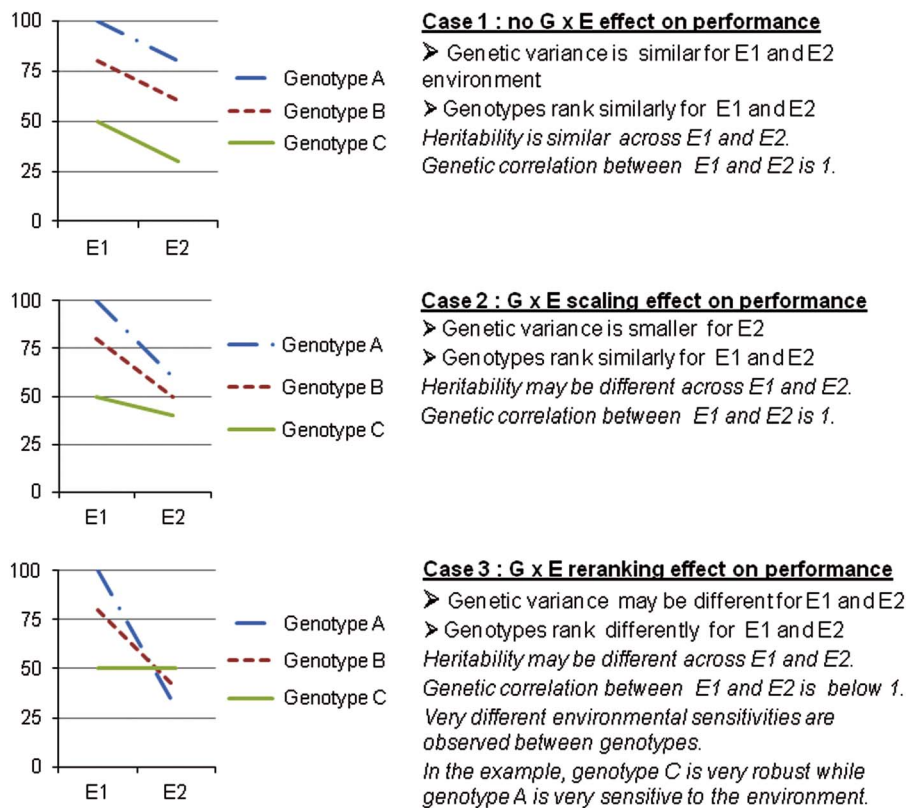 100
75
50
25
0
E1
E2
Genotype A
Genotype B
Genotype C
Case 1 : no G x E effect on performance
➤ Genetic variance is similar for E1 and E2
environment
➤ Genotypes rank similarly for E1 and E2
Heritability is similar across E1 and E2.
Genetic correlation between E1 and E2 is 1.
100
75
50
25
0
E1
E2
Genotype A
Genotype B
Genotype C
Case 2 : G x E scaling effect on performance
➤ Genetic variance is smaller for E2
➤ Genotypes rank similarly for E1 and E2
Heritability may be different across E1 and E2.
Genetic correlation between E1 and E2 is 1.
100
75
50
25
0
E1
E2
Genotype A
Genotype B
Genotype C
Case 3 : G x E reranking effect on performance
➤ Genetic variance may be different for E1 and E2
➤ Genotypes rank differently for E1 and E2
Heritability may be different across E1 and E2.
Genetic correlation between E1 and E2 is below 1.
Very different environmental sensitivities are
observed between genotypes.
In the example, genotype C is very robust while
genotype A is very sensitive to the environment.